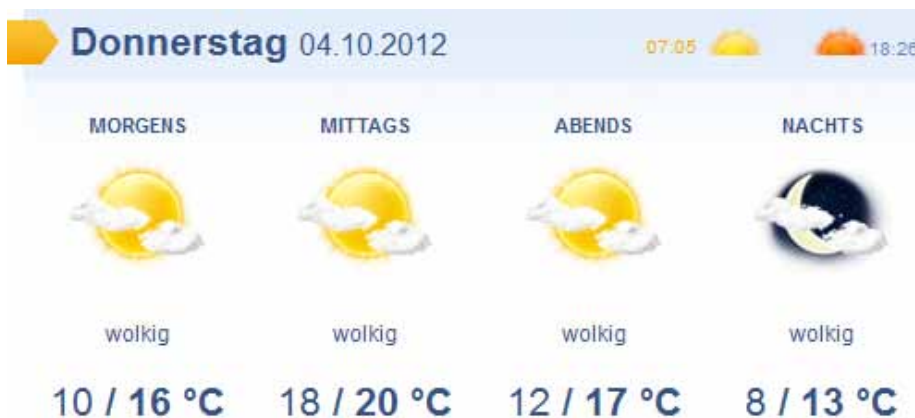 Donnerstag 04.10.2012 07:05 18:26
MORGENS MITTAGS ABENDS NACHTS
wolkig wolkig wolkig wolkig
10 / 16 °C 18 / 20 °C 12 / 17 °C 8 / 13 °C